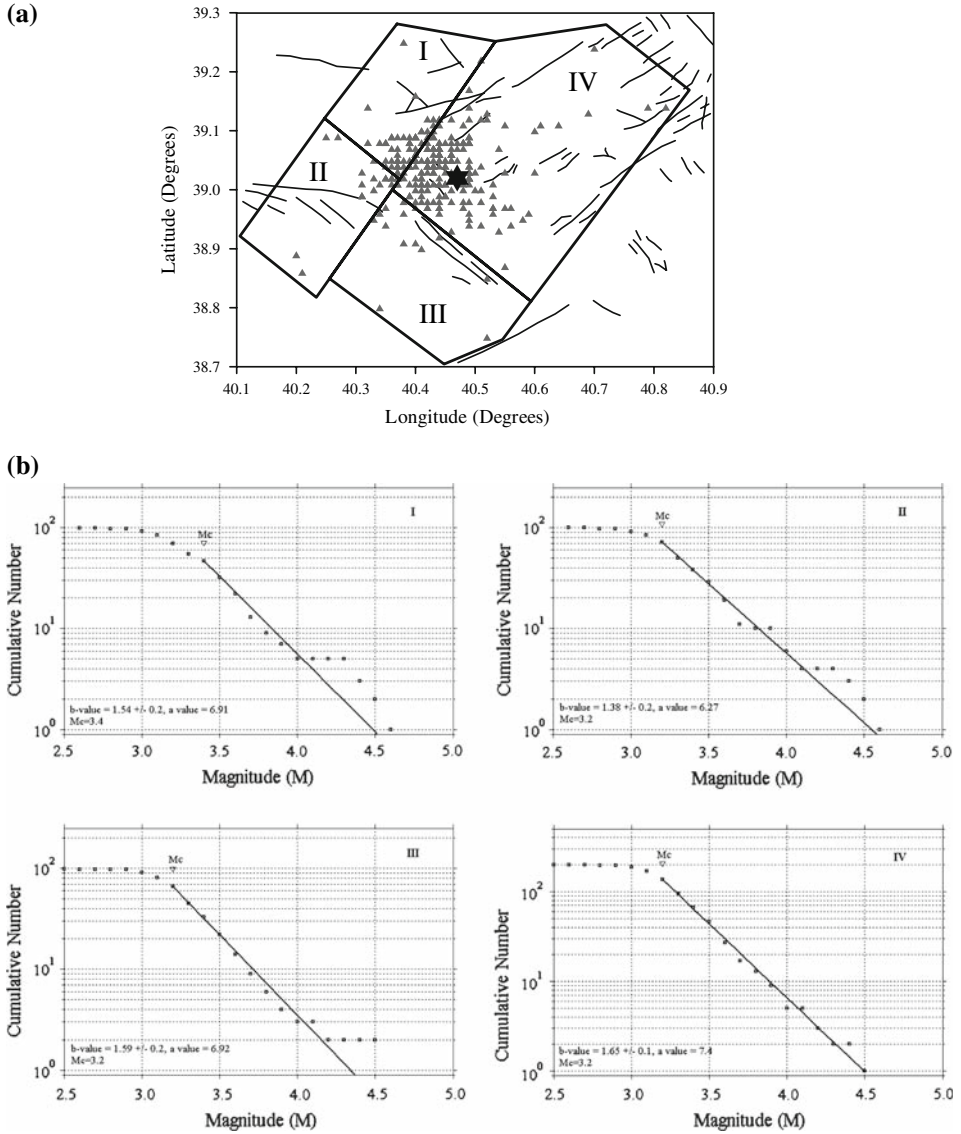 (a)
39.3
39.2
39.1
39.0
38.9
38.8
38.7
Latitude (Degrees)
I
II
III
IV
40.1 40.2 40.3 40.4 40.5 40.6 40.7 40.8 40.9
Longitude (Degrees)
(b)
I
Mc
10²
10¹
10⁰
Cumulative Number
b-value = 1.54 +/- 0.2, a value = 6.91
Mc=3.4
2.5 3.0 3.5 4.0 4.5 5.0
Magnitude (M)
II
Mc
10²
10¹
10⁰
Cumulative Number
b-value = 1.38 +/- 0.2, a value = 6.27
Mc=3.2
2.5 3.0 3.5 4.0 4.5 5.0
Magnitude (M)
III
Mc
10²
10¹
10⁰
Cumulative Number
b-value = 1.59 +/- 0.2, a value = 6.92
Mc=3.2
2.5 3.0 3.5 4.0 4.5 5.0
Magnitude (M)
IV
Mc
10²
10¹
10⁰
Cumulative Number
b-value = 1.65 +/- 0.1, a value = 7.4
Mc=3.2
2.5 3.0 3.5 4.0 4.5 5.0
Magnitude (M)